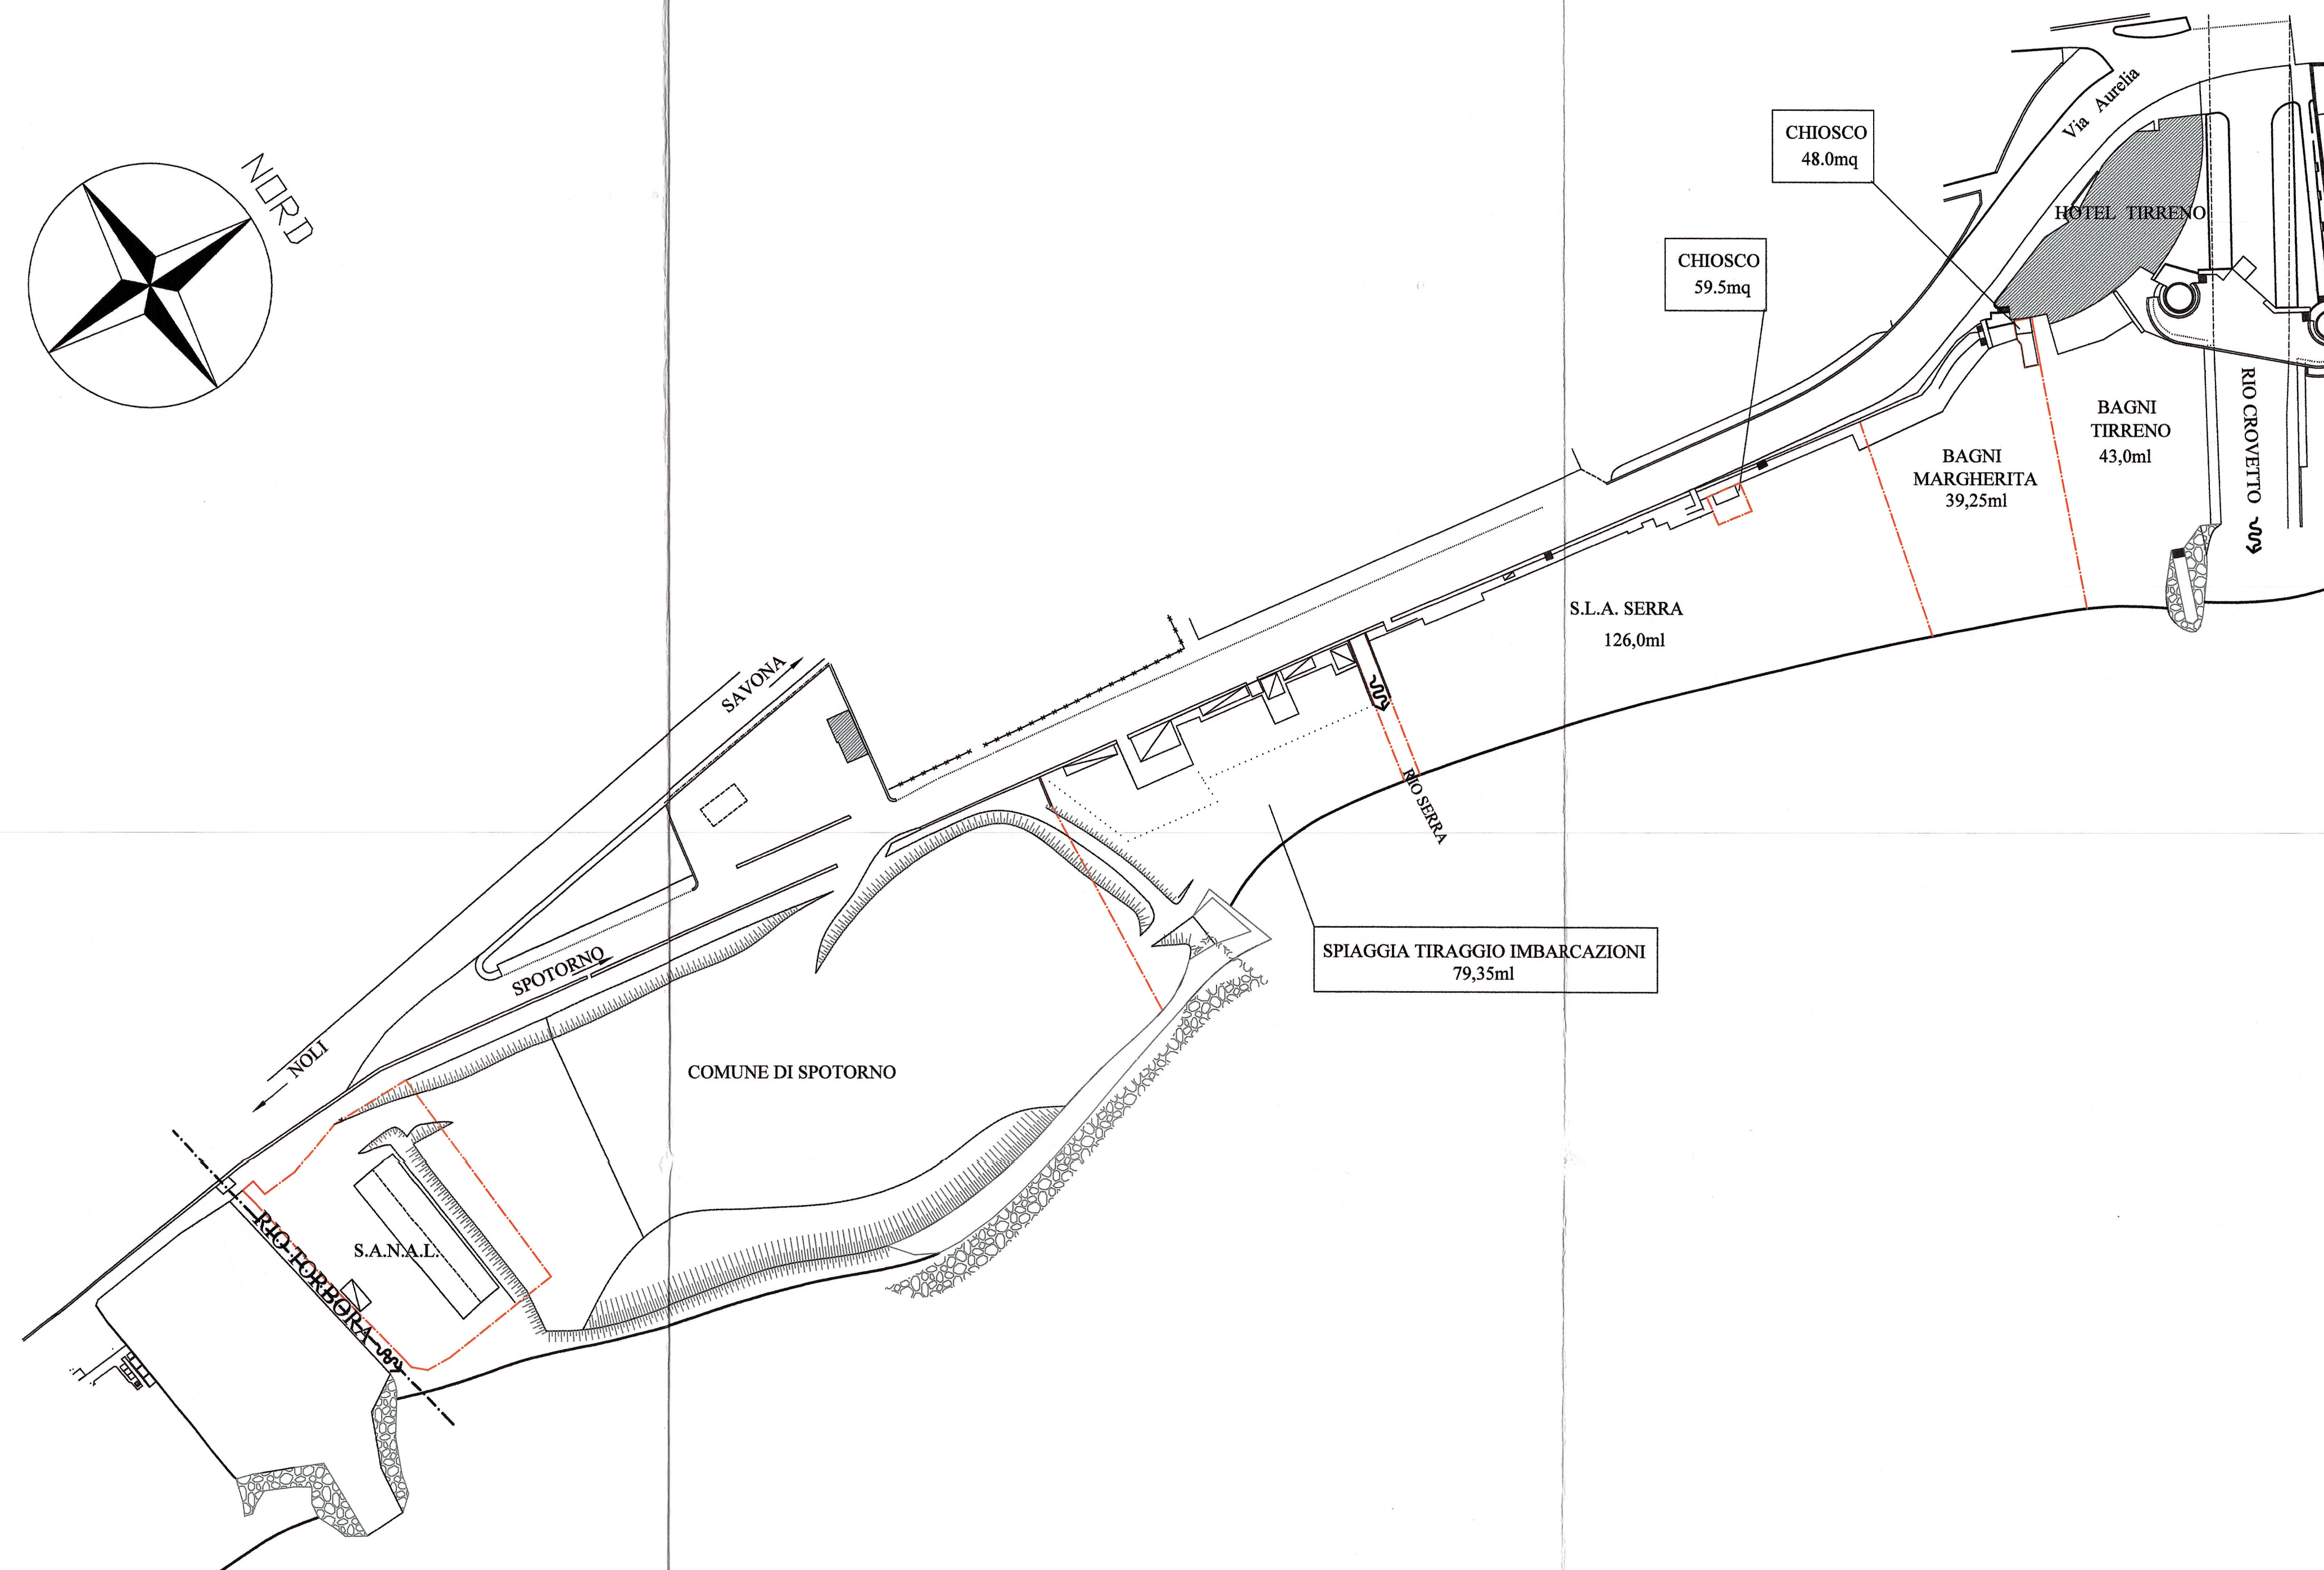 NORD
Via Aurelia
CHIOSCO
48.0mq
HOTEL TIRRENO
CHIOSCO
59.5mq
BAGNI
TIRRENO
43,0ml
RIO CROVETTO
BAGNI
MARGHERITA
39,25ml
S.L.A. SERRA
126,0ml
SAVONA
RIO SERRA
SPIAGGIA TIRAGGIO IMBARCAZIONI
79,35ml
SPOTORNO
NOLI
COMUNE DI SPOTORNO
S.A.N.A.L.
RIO TORBORA